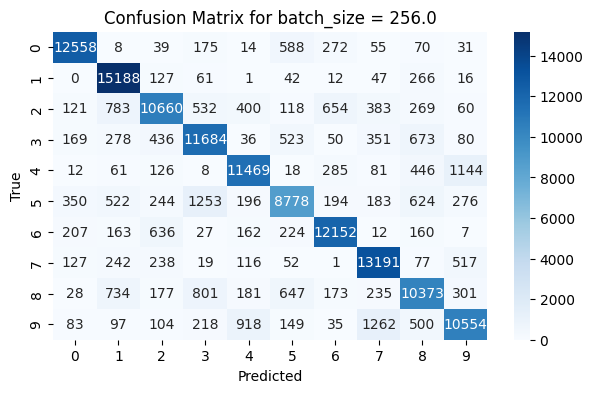 Confusion Matrix for batch_size = 256.0
0 12558 8 39 175 14 588 272 55 70 31
1 0 15188 127 61 1 42 12 47 266 16
2 121 783 10660 532 400 118 654 383 269 60
3 169 278 436 11684 36 523 50 351 673 80
4 12 61 126 8 11469 18 285 81 446 1144
5 350 522 244 1253 196 8778 194 183 624 276
6 207 163 636 27 162 224 12152 12 160 7
7 127 242 238 19 116 52 1 13191 77 517
8 28 734 177 801 181 647 173 235 10373 301
9 83 97 104 218 918 149 35 1262 500 10554
0 1 2 3 4 5 6 7 8 9
Predicted
True
14000
12000
10000
8000
6000
4000
2000
0